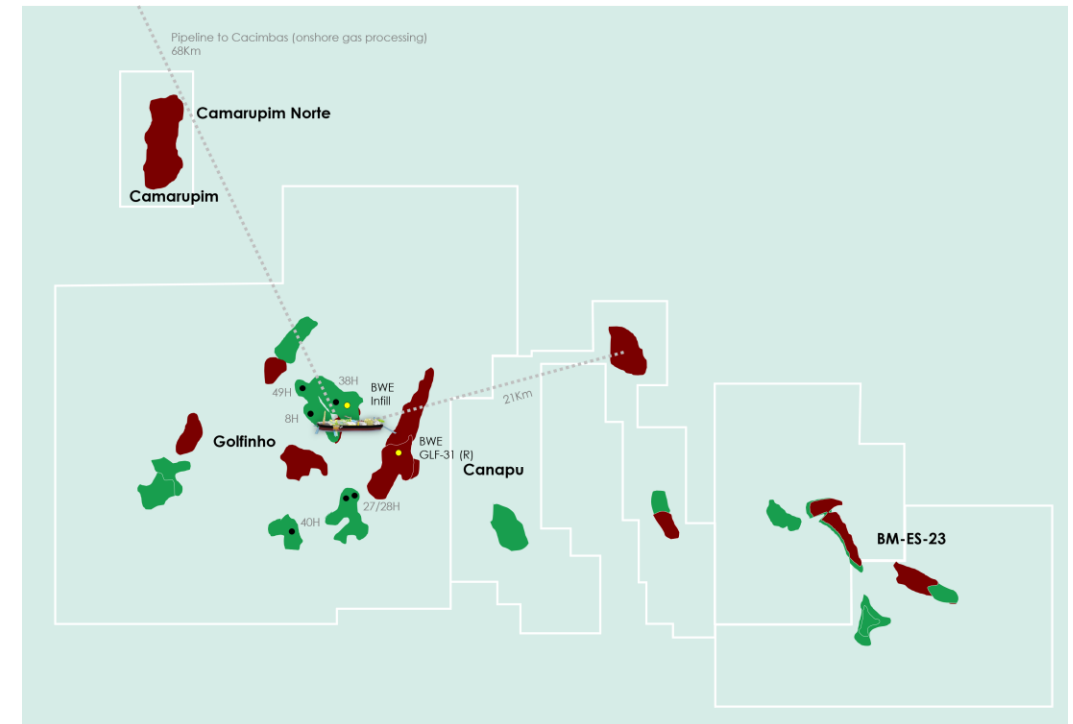 Pipeline to Cacimbas (onshore gas processing)
68Km
Camarupim Norte
Camarupim
38H
BWE
Infill
49H
21Km
8H
Golfinho
BWE
GLF-31 (R)
Canapu
27/28H
40H
BM-ES-23